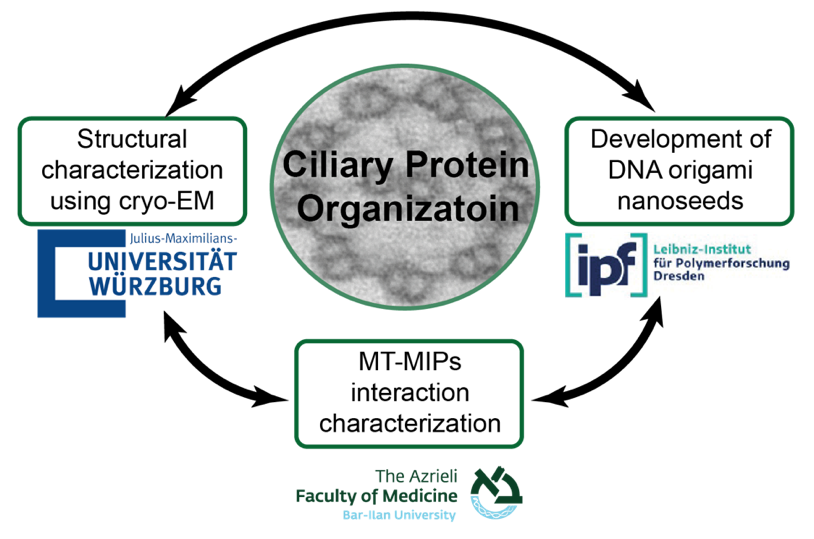 Structural
characterization
using cryo-EM
Ciliary Protein
Organizatoin
Development of
DNA origami
nanoseeds
Julius-Maximilians-
UNIVERSITÄT
WÜRZBURG
ipf
Leibniz-Institut
für Polymerforschung
Dresden
MT-MIPs
interaction
characterization
The Azrieli
Faculty of Medicine
Bar-Ilan University